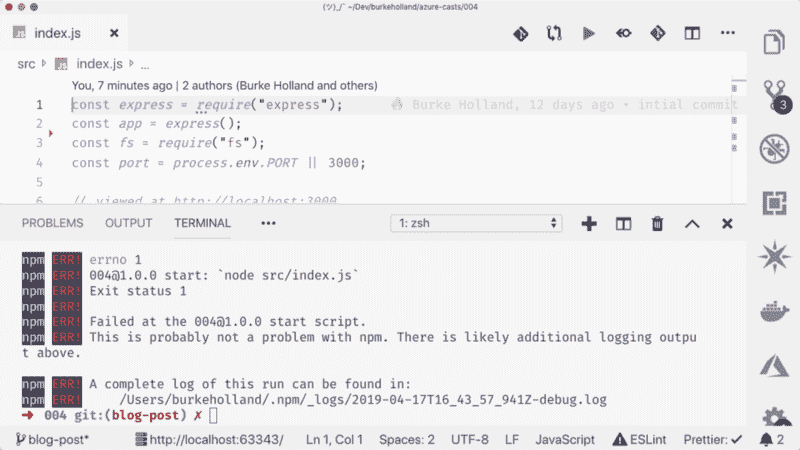 (ツ)_/¯ ~/Dev/burkeholland/azure-casts/004
index.js
src index.js ...
You, 7 minutes ago | 2 authors (Burke Holland and others)
1 const express = require("express"); Burke Holland, 12 days ago • intial commit
2 const app = express();
3 const fs = require("fs");
4 const port = process.env.PORT || 3000;
5
6 // viewed at http://localhost:3000
3
PROBLEMS OUTPUT TERMINAL ••• 1: zsh
npm ERR! errno 1
npm ERR! 004@1.0.0 start: `node src/index.js`
npm ERR! Exit status 1
npm ERR!
npm ERR! Failed at the 004@1.0.0 start script.
npm ERR! This is probably not a problem with npm. There is likely additional logging outpu
t above.
npm ERR! A complete log of this run can be found in:
npm ERR! /Users/burkeholland/.npm/_logs/2019-04-17T16_43_57_941Z-debug.log
➜ 004 git:(blog-post) ✗
blog-post* http://localhost:63343/ Ln 1, Col 1 Spaces: 2 UTF-8 LF JavaScript ESLint Prettier: ✓ 2